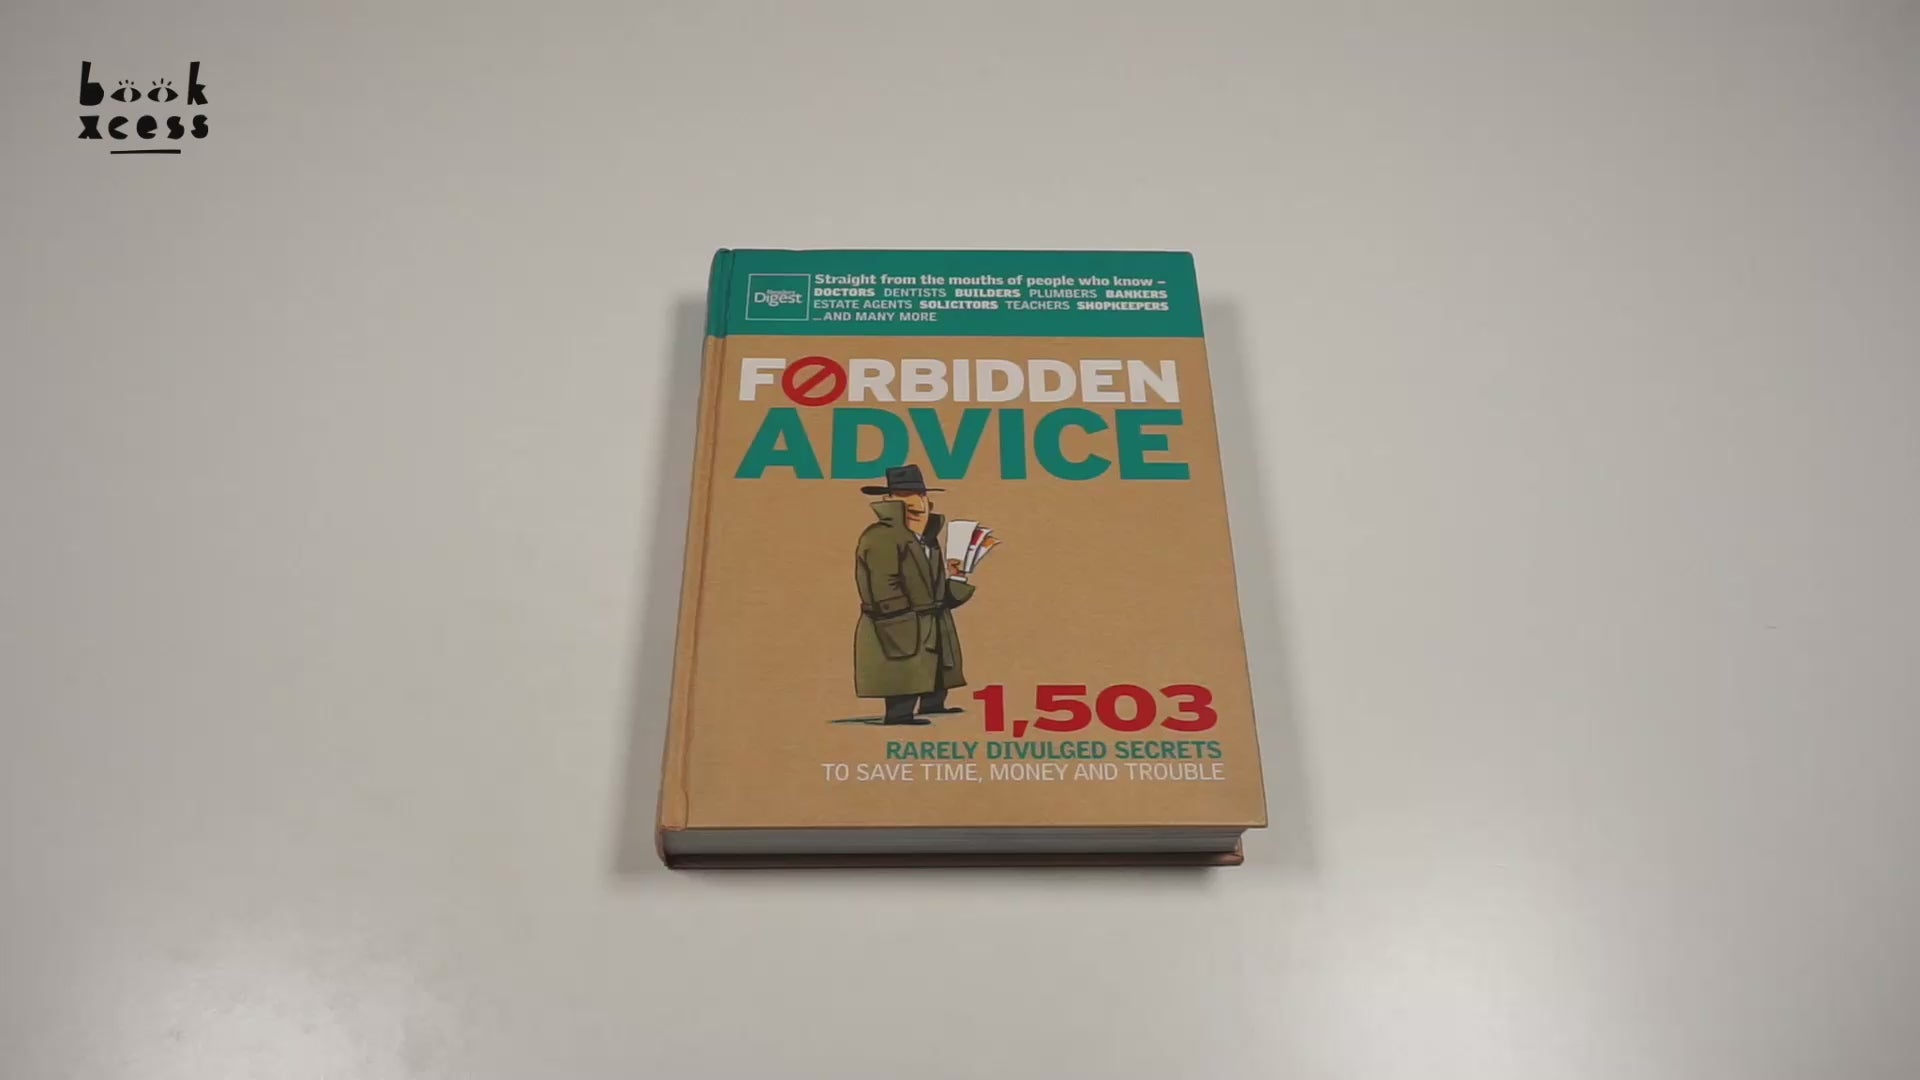 book
xcess
Reader's
Digest
Straight from the mouths of people who know –
DOCTORS DENTISTS BUILDERS PLUMBERS BANKERS
ESTATE AGENTS SOLICITORS TEACHERS SHOPKEEPERS
...AND MANY MORE
FORBIDDEN
ADVICE
1,503
RARELY DIVULGED SECRETS
TO SAVE TIME, MONEY AND TROUBLE